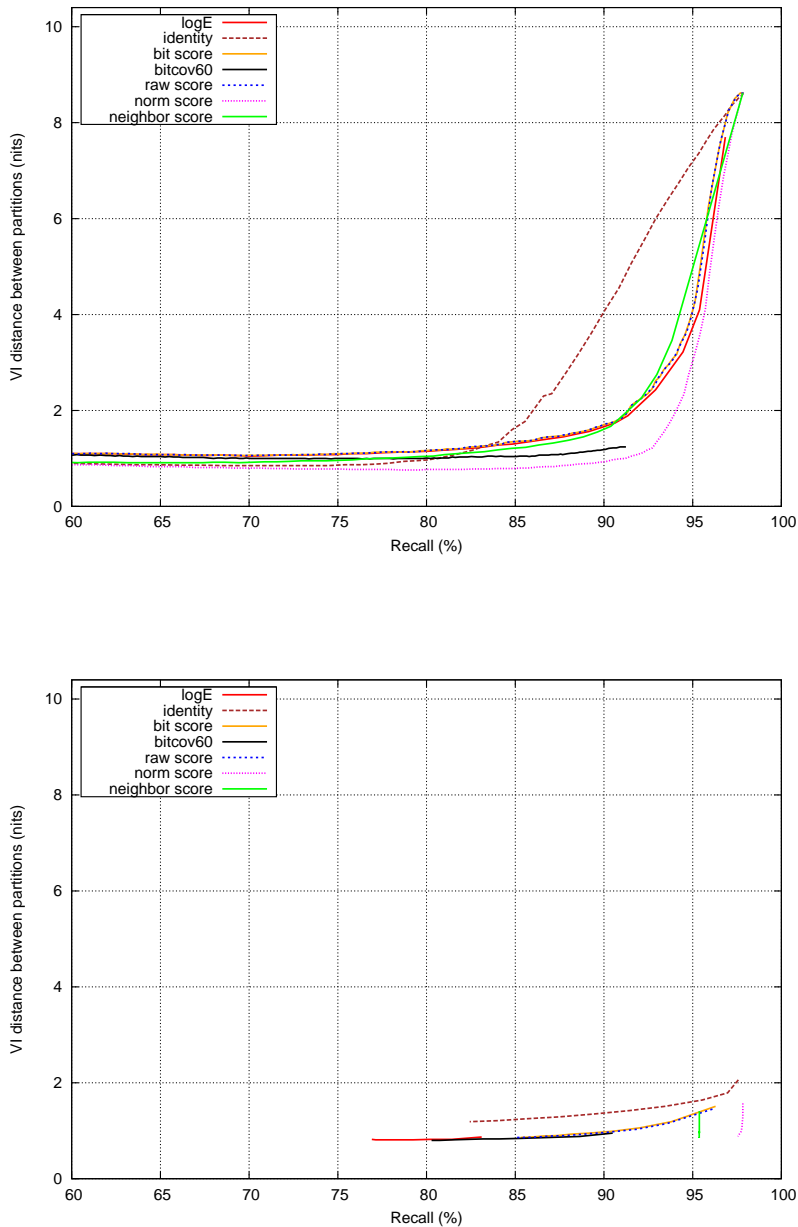 10
8
6
4
2
0
VI distance between partitions (nits)
logE
identity
bit score
bitcov60
raw score
norm score
neighbor score
60 65 70 75 80 85 90 95 100
Recall (%)
10
8
6
4
2
0
VI distance between partitions (nits)
logE
identity
bit score
bitcov60
raw score
norm score
neighbor score
60 65 70 75 80 85 90 95 100
Recall (%)